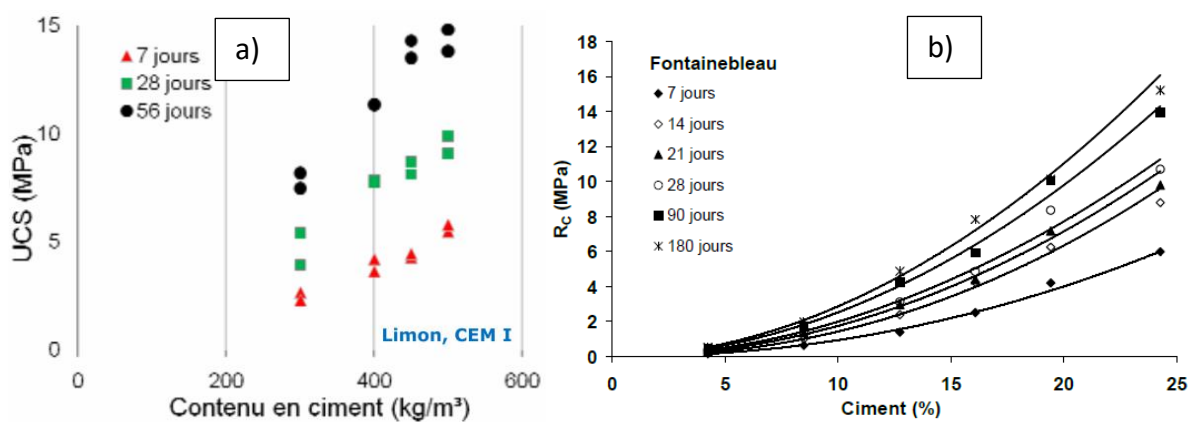 15
a)
7 jours
28 jours
56 jours
10
5
0
UCS (MPa)
Limon, CEM I
0
200
400
600
Contenu en ciment (kg/m³)
b)
18
16
14
12
10
8
6
4
2
0
R_C (MPa)
Fontainebleau
7 jours
14 jours
21 jours
28 jours
90 jours
180 jours
0
5
10
15
20
25
Ciment (%)